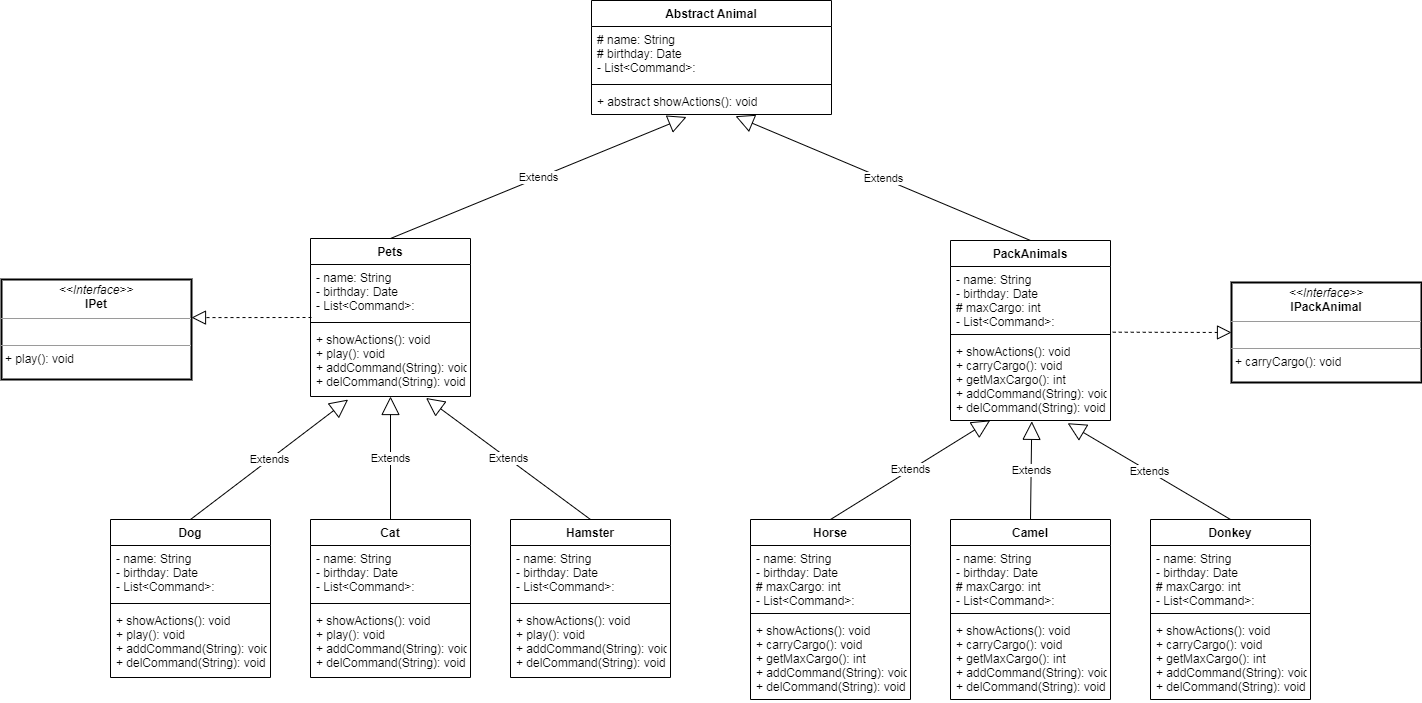 Abstract Animal
# name: String
# birthday: Date
- List<Command>:
+ abstract showActions(): void
Extends
Extends
<<Interface>>
IPet
+ play(): void
Pets
- name: String
- birthday: Date
- List<Command>:
+ showActions(): void
+ play(): void
+ addCommand(String): voic
+ delCommand(String): void
PackAnimals
- name: String
- birthday: Date
# maxCargo: int
- List<Command>:
+ showActions(): void
+ carryCargo(): void
+ getMaxCargo(): int
+ addCommand(String): voic
+ delCommand(String): void
<<Interface>>
IPackAnimal
+ carryCargo(): void
Extends
Extends
Extends
Extends
Extends
Extends
Dog
- name: String
- birthday: Date
- List<Command>:
+ showActions(): void
+ play(): void
+ addCommand(String): voic
+ delCommand(String): void
Cat
- name: String
- birthday: Date
- List<Command>:
+ showActions(): void
+ play(): void
+ addCommand(String): voic
+ delCommand(String): void
Hamster
- name: String
- birthday: Date
- List<Command>:
+ showActions(): void
+ play(): void
+ addCommand(String): voic
+ delCommand(String): void
Horse
- name: String
- birthday: Date
# maxCargo: int
- List<Command>:
+ showActions(): void
+ carryCargo(): void
+ getMaxCargo(): int
+ addCommand(String): voic
+ delCommand(String): void
Camel
- name: String
- birthday: Date
# maxCargo: int
- List<Command>:
+ showActions(): void
+ carryCargo(): void
+ getMaxCargo(): int
+ addCommand(String): voic
+ delCommand(String): void
Donkey
- name: String
- birthday: Date
# maxCargo: int
- List<Command>:
+ showActions(): void
+ carryCargo(): void
+ getMaxCargo(): int
+ addCommand(String): voic
+ delCommand(String): void